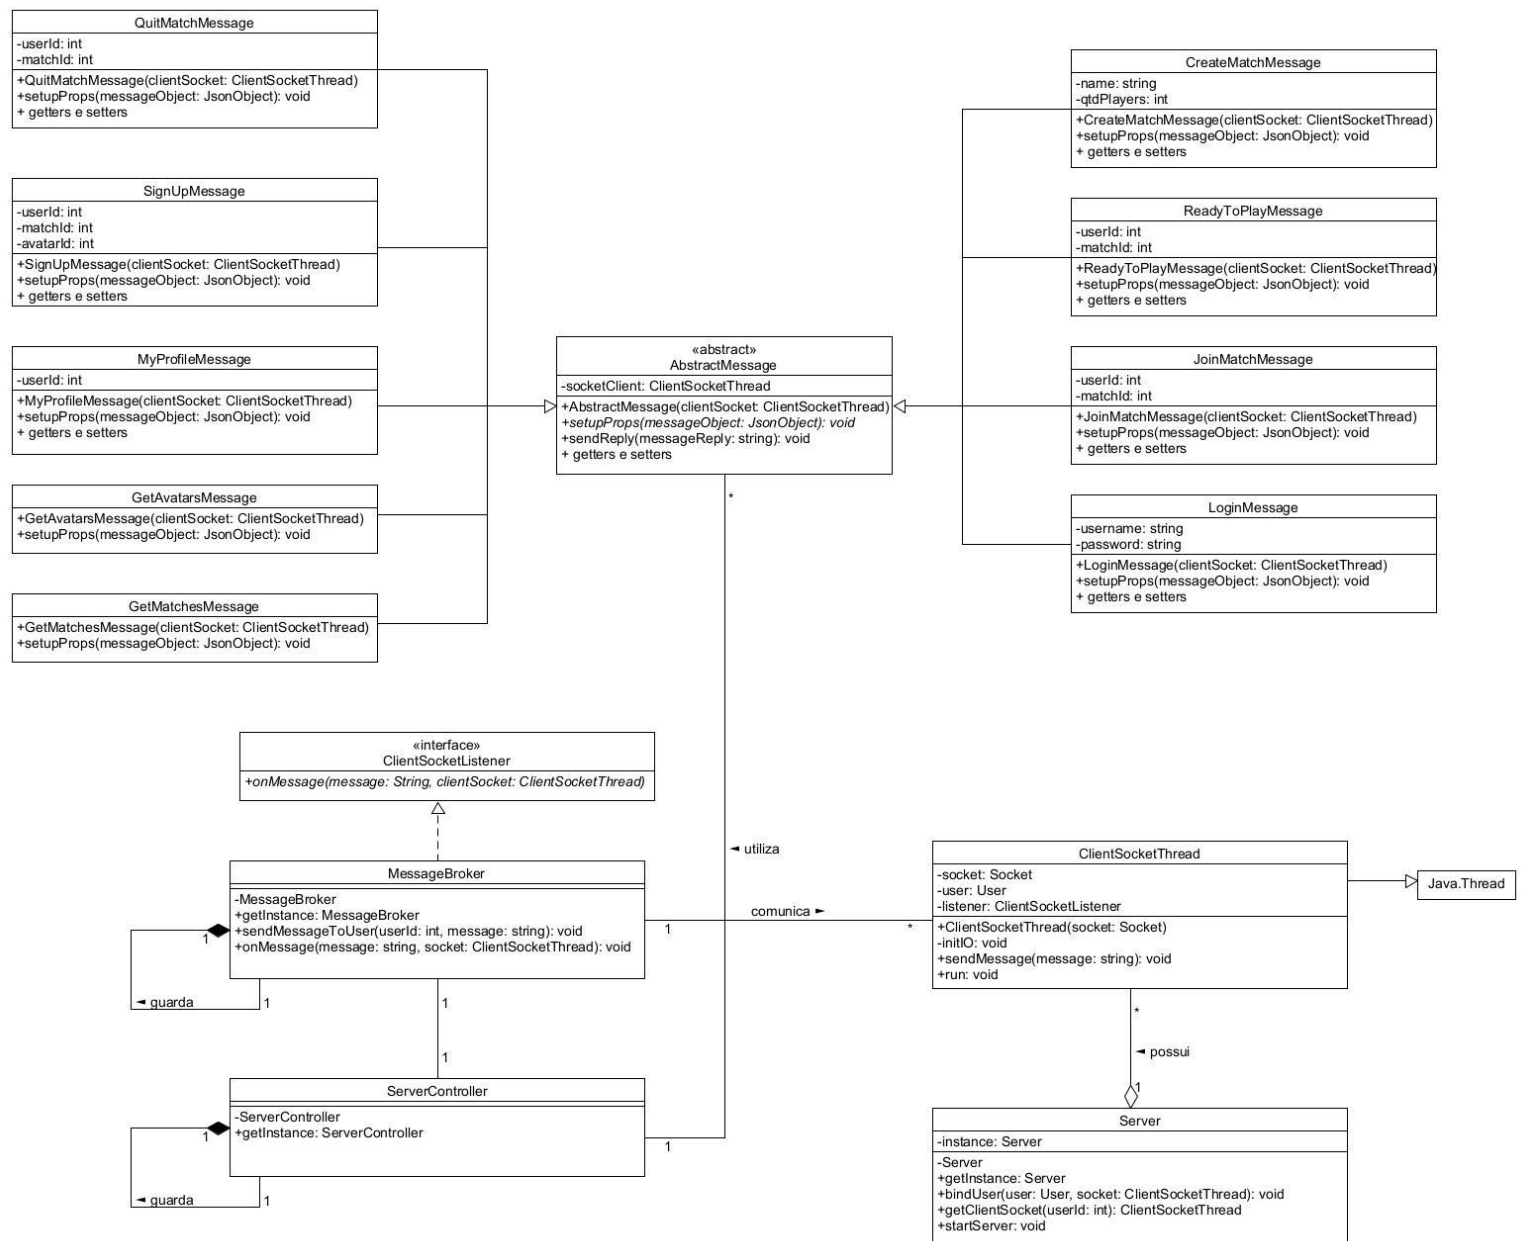 QuitMatchMessage
-userId: int
-matchId: int
+QuitMatchMessage(clientSocket: ClientSocketThread)
+setupProps(messageObject: JsonObject): void
+ getters e setters
SignUpMessage
-userId: int
-matchId: int
-avatarId: int
+SignUpMessage(clientSocket: ClientSocketThread)
+setupProps(messageObject: JsonObject): void
+ getters e setters
MyProfileMessage
-userId: int
+MyProfileMessage(clientSocket: ClientSocketThread)
+setupProps(messageObject: JsonObject): void
+ getters e setters
GetAvatarsMessage
+GetAvatarsMessage(clientSocket: ClientSocketThread)
+setupProps(messageObject: JsonObject): void
GetMatchesMessage
+GetMatchesMessage(clientSocket: ClientSocketThread)
+setupProps(messageObject: JsonObject): void
«abstract»
AbstractMessage
-socketClient: ClientSocketThread
+AbstractMessage(clientSocket: ClientSocketThread)
+setupProps(messageObject: JsonObject): void
+sendReply(messageReply: string): void
+ getters e setters
*
CreateMatchMessage
-name: string
-qtdPlayers: int
+CreateMatchMessage(clientSocket: ClientSocketThread)
+setupProps(messageObject: JsonObject): void
+ getters e setters
ReadyToPlayMessage
-userId: int
-matchId: int
+ReadyToPlayMessage(clientSocket: ClientSocketThread)
+setupProps(messageObject: JsonObject): void
+ getters e setters
JoinMatchMessage
-userId: int
-matchId: int
+JoinMatchMessage(clientSocket: ClientSocketThread)
+setupProps(messageObject: JsonObject): void
+ getters e setters
LoginMessage
-username: string
-password: string
+LoginMessage(clientSocket: ClientSocketThread)
+setupProps(messageObject: JsonObject): void
+ getters e setters
«interface»
ClientSocketListener
+onMessage(message: String, clientSocket: ClientSocketThread)
◄ utiliza
MessageBroker
-MessageBroker
+getInstance: MessageBroker
+sendMessageToUser(userId: int, message: string): void
+onMessage(message: string, socket: ClientSocketThread): void
1
◄ guarda
1
comunica ►
1
*
1
1
ServerController
-ServerController
+getInstance: ServerController
1
◄ guarda
1
1
ClientSocketThread
-socket: Socket
-user: User
-listener: ClientSocketListener
+ClientSocketThread(socket: Socket)
-initIO: void
+sendMessage(message: string): void
+run: void
Java.Thread
*
◄ possui
1
Server
-instance: Server
-Server
+getInstance: Server
+bindUser(user: User, socket: ClientSocketThread): void
+getClientSocket(userId: int): ClientSocketThread
+startServer: void